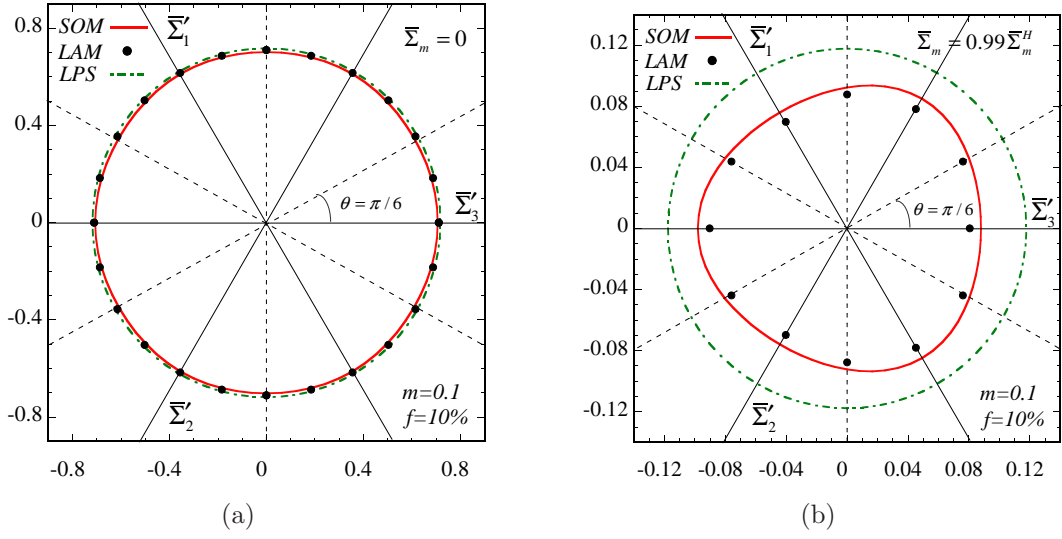 SOM
LAM
LPS
Σ̅′₁
Σ̅ₘ = 0
θ = π / 6
Σ̅′₃
Σ̅′₂
m=0.1
f=10%
0.8
0.4
0
-0.4
-0.8
-0.8 -0.4 0 0.4 0.8
(a)
SOM
LAM
LPS
Σ̅′₁
Σ̅ₘ = 0.99 Σ̅ₘᴴ
θ = π / 6
Σ̅′₃
Σ̅′₂
m=0.1
f=10%
0.12
0.08
0.04
0
-0.04
-0.08
-0.12
-0.12 -0.08 -0.04 0 0.04 0.08 0.12
(b)